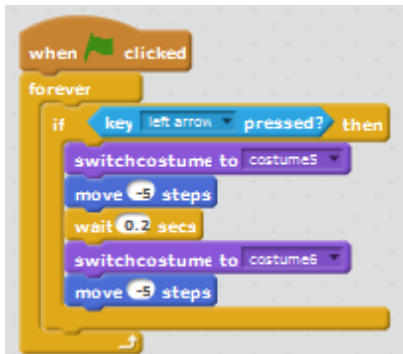 when clicked
forever
if key left arrow pressed? then
switchcostume to costume5
move -5 steps
wait 0.2 secs
switchcostume to costume6
move -5 steps